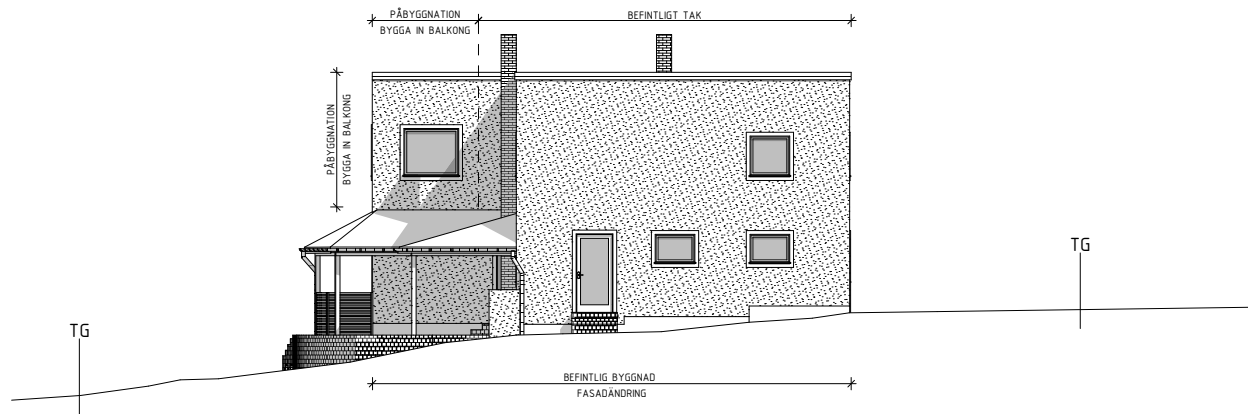 PÅBYGGNATION
BYGGA IN BALKONG
BEFINTLIGT TAK
PÅBYGGNATION
BYGGA IN BALKONG
TG
TG
BEFINTLIG BYGGNAD
FASADÄNDRING